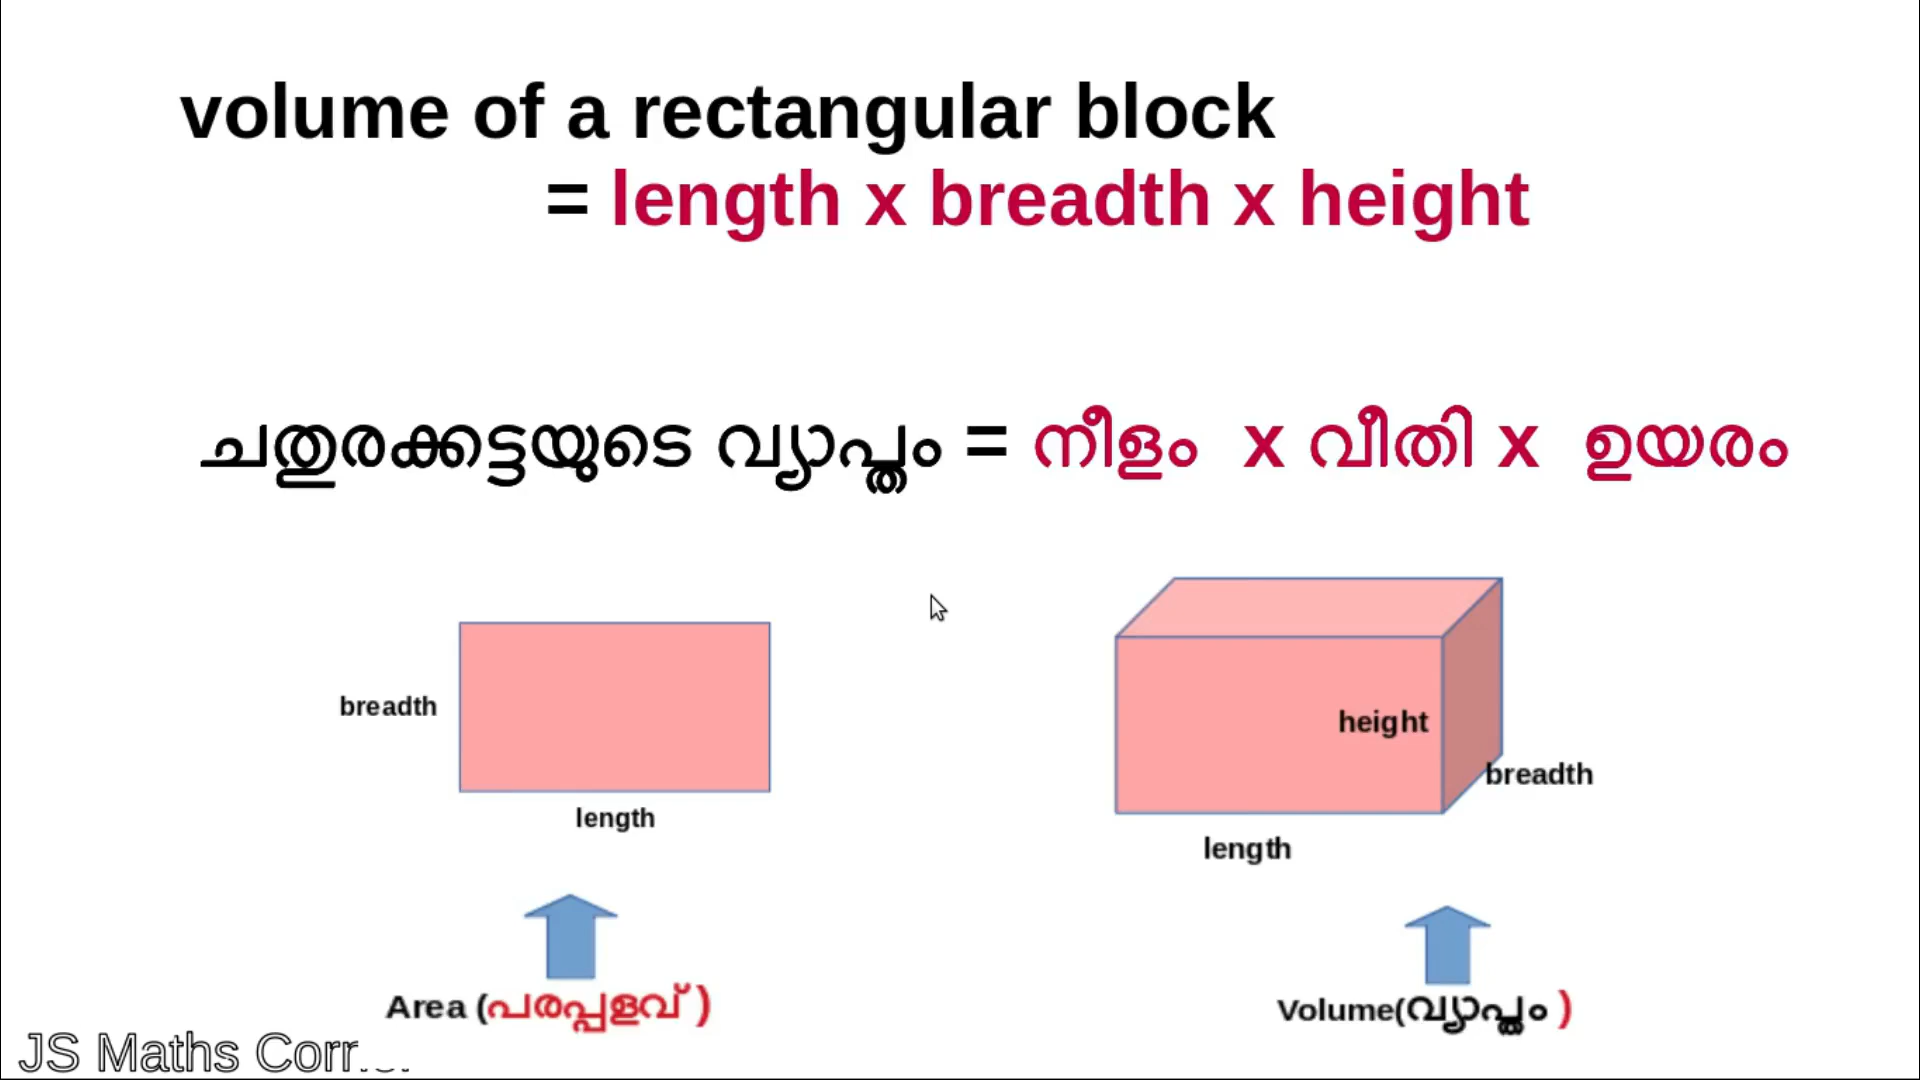 volume of a rectangular block
= length x breadth x height
ചതുരക്കട്ടയുടെ വ്യാപ്തം = നീളം x വീതി x ഉയരം
breadth
length
height
breadth
length
Area (പരപ്പളവ് )
Volume(വ്യാപ്തം )
JS Maths